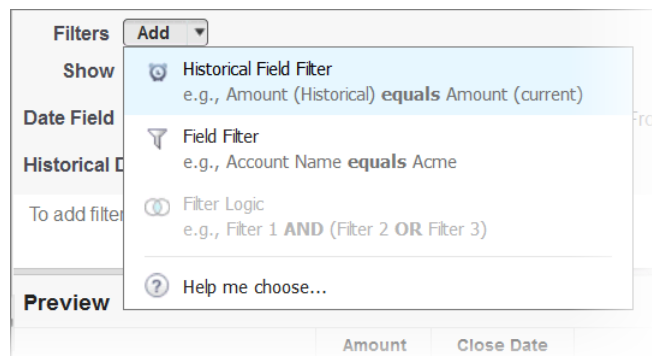 Filters Add
Show
Historical Field Filter
e.g., Amount (Historical) equals Amount (current)
Date Field
Field Filter
e.g., Account Name equals Acme
Historical
Filter Logic
e.g., Filter 1 AND (Filter 2 OR Filter 3)
To add filter
Help me choose...
Preview
Amount Close Date